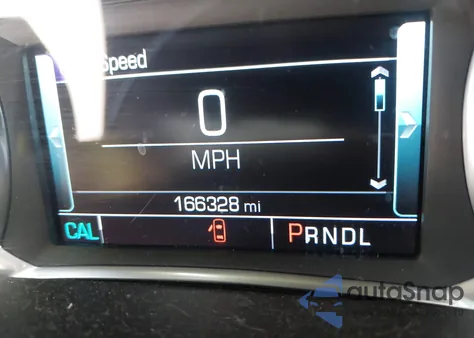 Speed
0
MPH
166328 mi
CAL
PRNDL
autoSnap